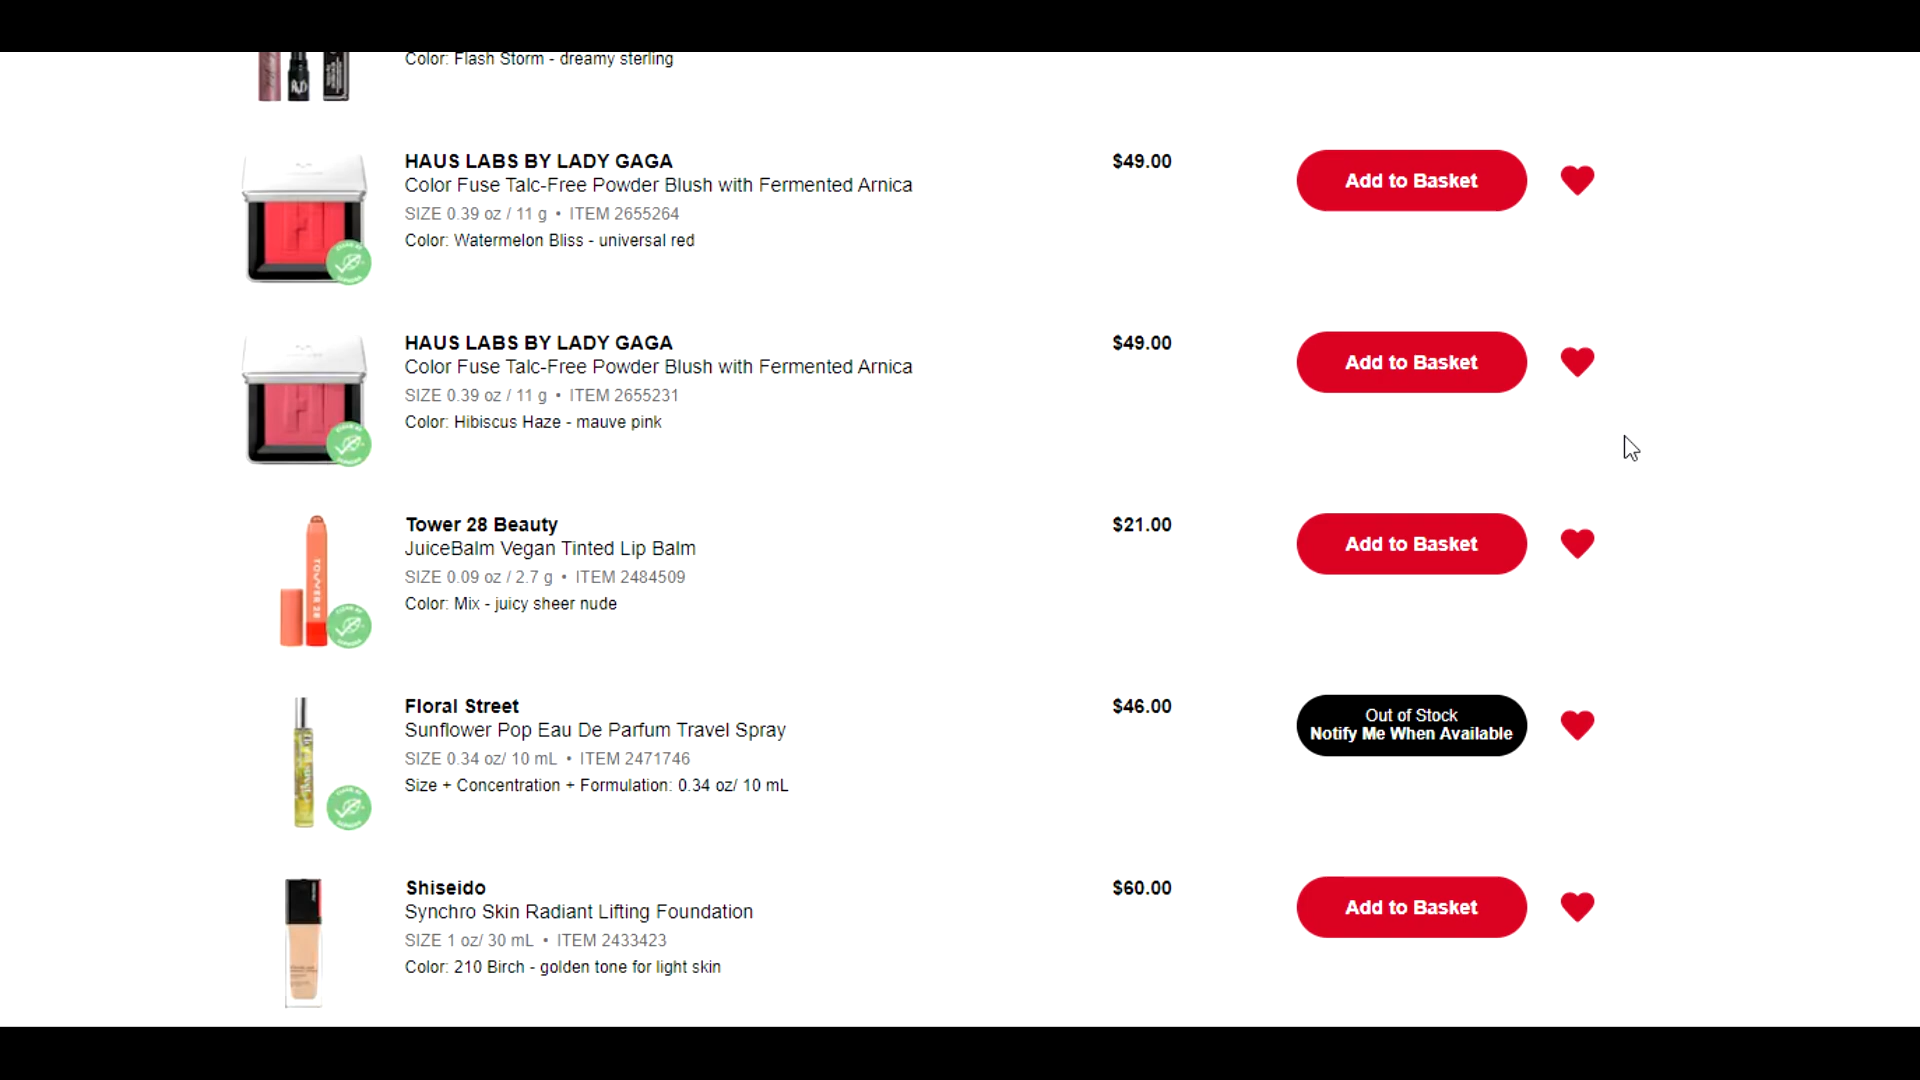 Color: Flash Storm - dreamy sterling
HAUS LABS BY LADY GAGA
Color Fuse Talc-Free Powder Blush with Fermented Arnica
SIZE 0.39 oz / 11 g • ITEM 2655264
Color: Watermelon Bliss - universal red
$49.00
Add to Basket
HAUS LABS BY LADY GAGA
Color Fuse Talc-Free Powder Blush with Fermented Arnica
SIZE 0.39 oz / 11 g • ITEM 2655231
Color: Hibiscus Haze - mauve pink
$49.00
Add to Basket
TOWER 28
Tower 28 Beauty
JuiceBalm Vegan Tinted Lip Balm
SIZE 0.09 oz / 2.7 g • ITEM 2484509
Color: Mix - juicy sheer nude
$21.00
Add to Basket
Floral Street
Sunflower Pop Eau De Parfum Travel Spray
SIZE 0.34 oz/ 10 mL • ITEM 2471746
Size + Concentration + Formulation: 0.34 oz/ 10 mL
$46.00
Out of Stock
Notify Me When Available
Shiseido
Synchro Skin Radiant Lifting Foundation
SIZE 1 oz/ 30 mL • ITEM 2433423
Color: 210 Birch - golden tone for light skin
$60.00
Add to Basket